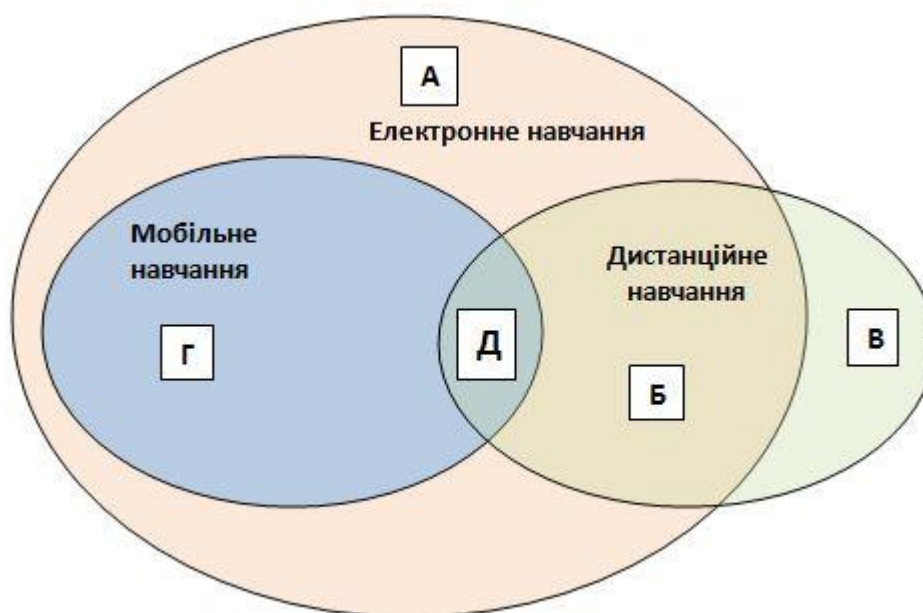 А
Електронне навчання
Мобільне
навчання
Дистанційне
навчання
Г
Д
Б
В